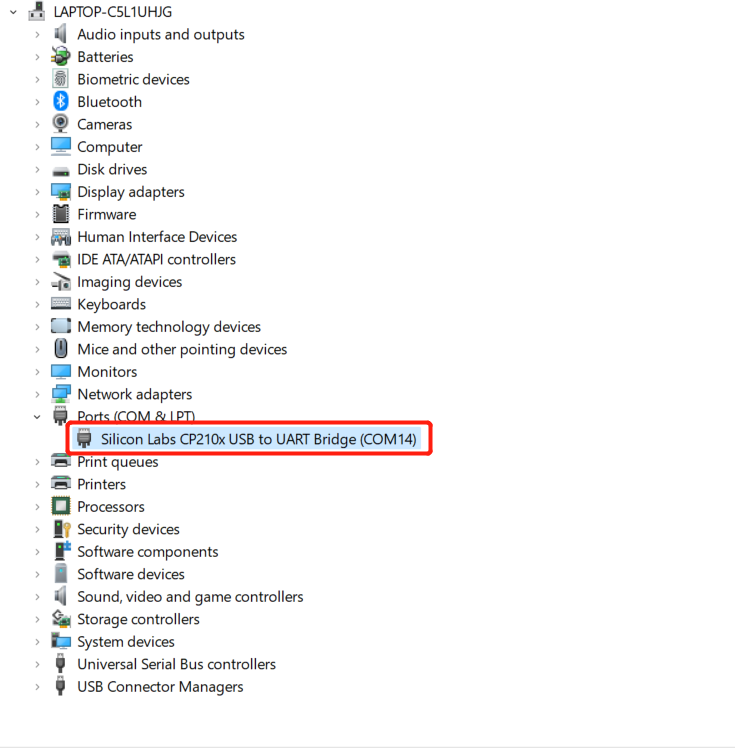 LAPTOP-C5L1UHJG
Audio inputs and outputs
Batteries
Biometric devices
Bluetooth
Cameras
Computer
Disk drives
Display adapters
Firmware
Human Interface Devices
IDE ATA/ATAPI controllers
Imaging devices
Keyboards
Memory technology devices
Mice and other pointing devices
Monitors
Network adapters
Ports (COM & LPT)
Silicon Labs CP210x USB to UART Bridge (COM14)
Print queues
Printers
Processors
Security devices
Software components
Software devices
Sound, video and game controllers
Storage controllers
System devices
Universal Serial Bus controllers
USB Connector Managers